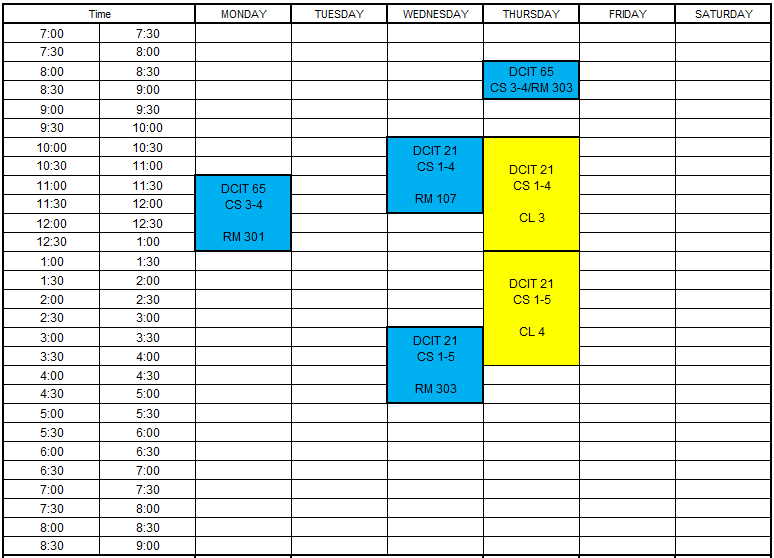 Time MONDAY TUESDAY WEDNESDAY THURSDAY FRIDAY SATURDAY
7:00 7:30
7:30 8:00
8:00 8:30 DCIT 65
8:30 9:00 CS 3-4/RM 303
9:00 9:30
9:30 10:00
10:00 10:30 DCIT 21
10:30 11:00 CS 1-4 DCIT 21
11:00 11:30 DCIT 65 CS 1-4
11:30 12:00 CS 3-4 RM 107
12:00 12:30 CL 3
12:30 1:00 RM 301
1:00 1:30
1:30 2:00 DCIT 21
2:00 2:30 CS 1-5
2:30 3:00
3:00 3:30 DCIT 21 CL 4
3:30 4:00 CS 1-5
4:00 4:30
4:30 5:00 RM 303
5:00 5:30
5:30 6:00
6:00 6:30
6:30 7:00
7:00 7:30
7:30 8:00
8:00 8:30
8:30 9:00